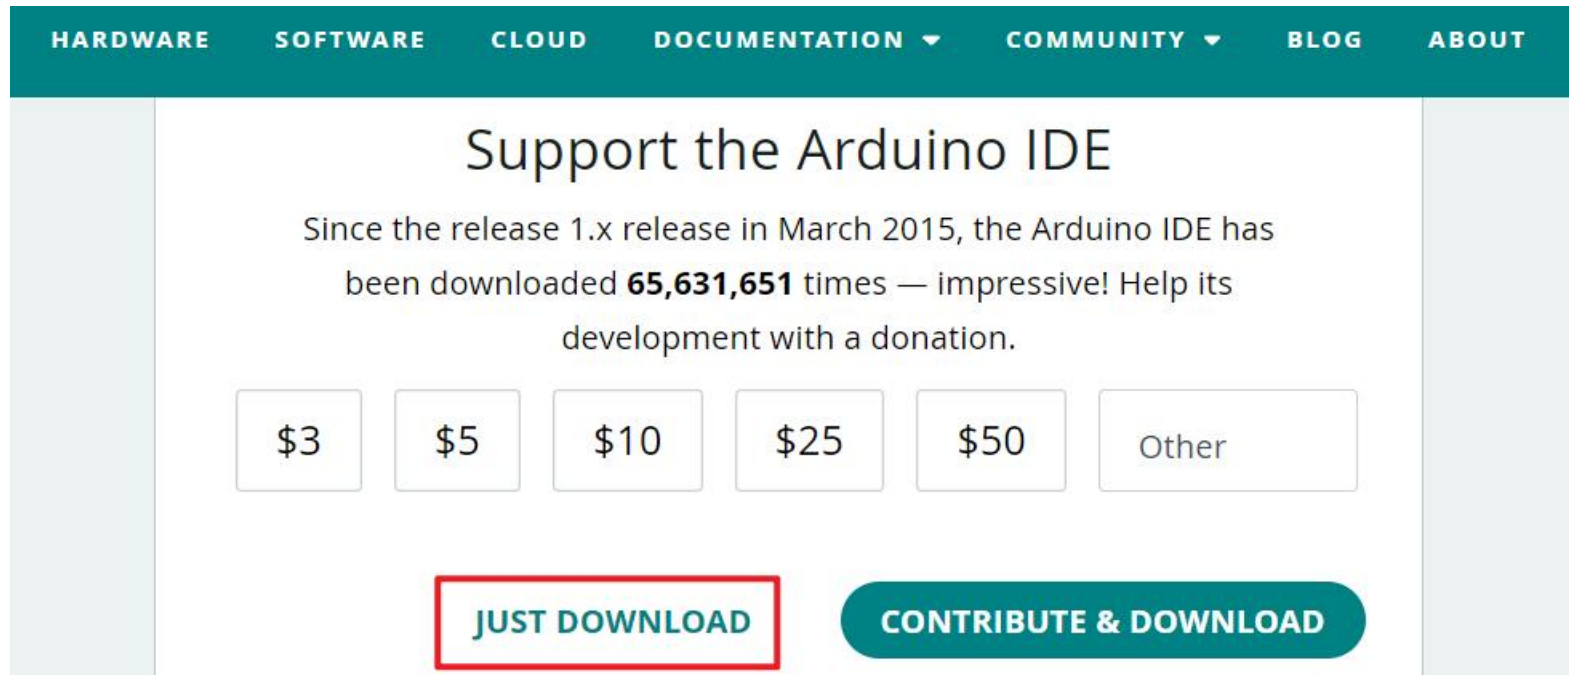 HARDWARE SOFTWARE CLOUD DOCUMENTATION COMMUNITY BLOG ABOUT
Support the Arduino IDE
Since the release 1.x release in March 2015, the Arduino IDE has
been downloaded 65,631,651 times — impressive! Help its
development with a donation.
$3 $5 $10 $25 $50 Other
JUST DOWNLOAD CONTRIBUTE & DOWNLOAD